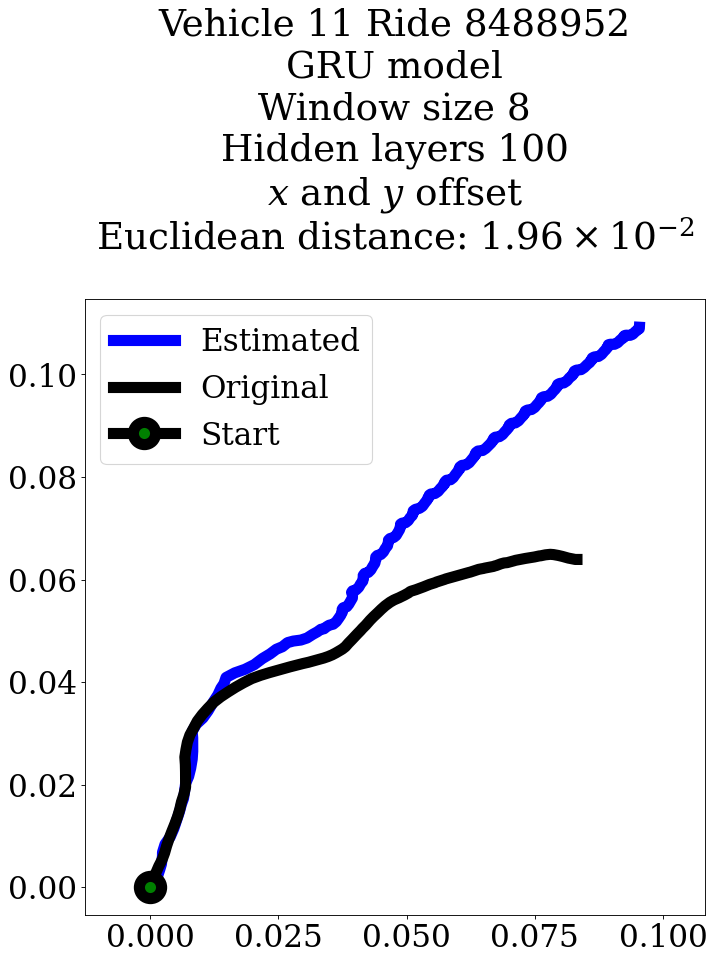 Vehicle 11 Ride 8488952
GRU model
Window size 8
Hidden layers 100
x and y offset
Euclidean distance: 1.96 × 10⁻²
Estimated
Original
Start
0.10
0.08
0.06
0.04
0.02
0.00
0.000 0.025 0.050 0.075 0.100